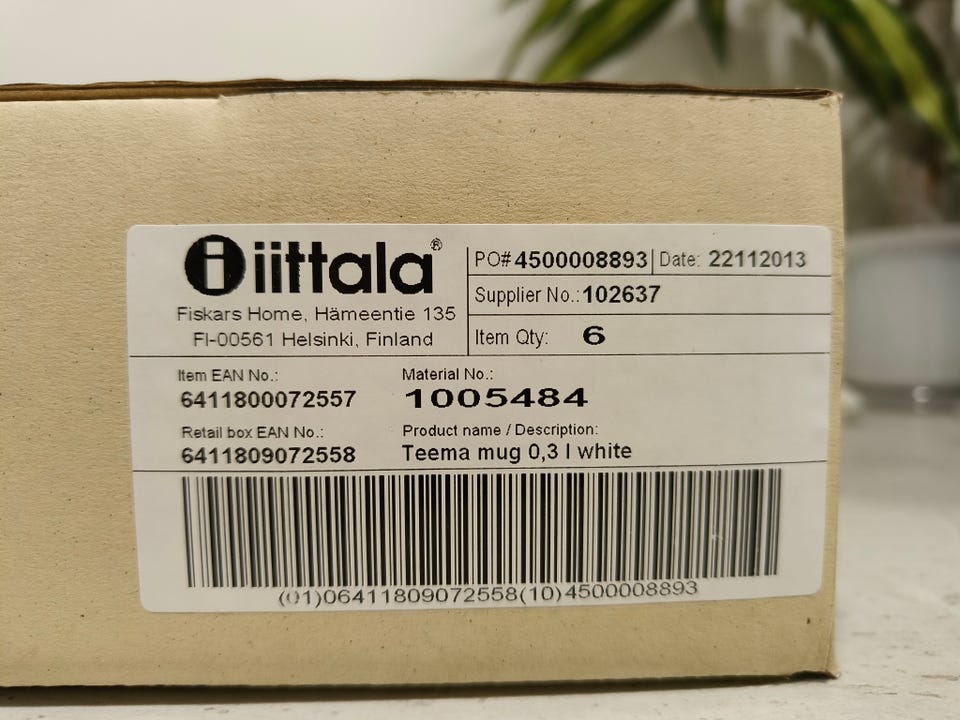 iittala®
Fiskars Home, Hämeentie 135
FI-00561 Helsinki, Finland
PO# 4500008893 Date: 22112013
Supplier No.: 102637
Item Qty: 6
Item EAN No.:
6411800072557
Material No.:
1005484
Retail box EAN No.:
6411809072558
Product name / Description:
Teema mug 0,3 l white
(01)06411809072558(10)4500008893